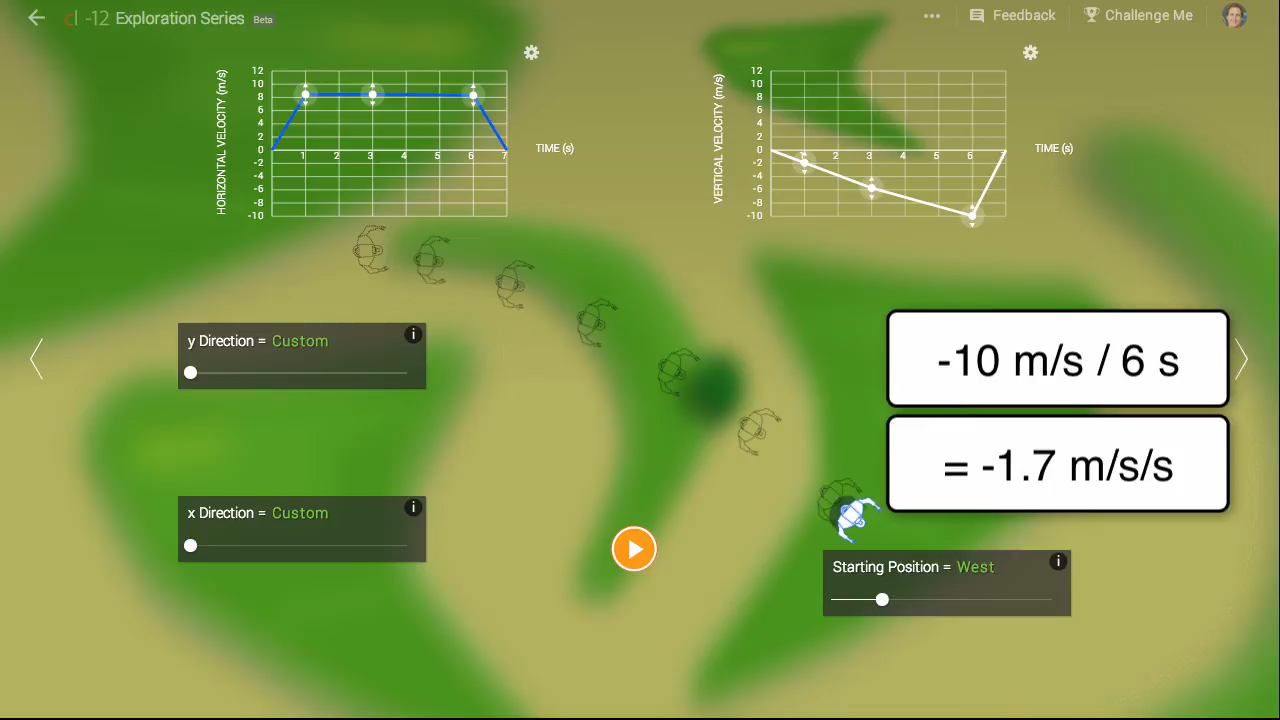 cl -12 Exploration Series Beta
Feedback
Challenge Me
HORIZONTAL VELOCITY (m/s)
12
10
8
6
4
2
0
-2
-4
-6
-8
-10
1 2 3 4 5 6 7
TIME (s)
VERTICAL VELOCITY (m/s)
12
10
8
6
4
2
0
-2
-4
-6
-8
-10
2 3 4 5 6
TIME (s)
y Direction = Custom
i
-10 m/s / 6 s
= -1.7 m/s/s
x Direction = Custom
i
Starting Position = West
i